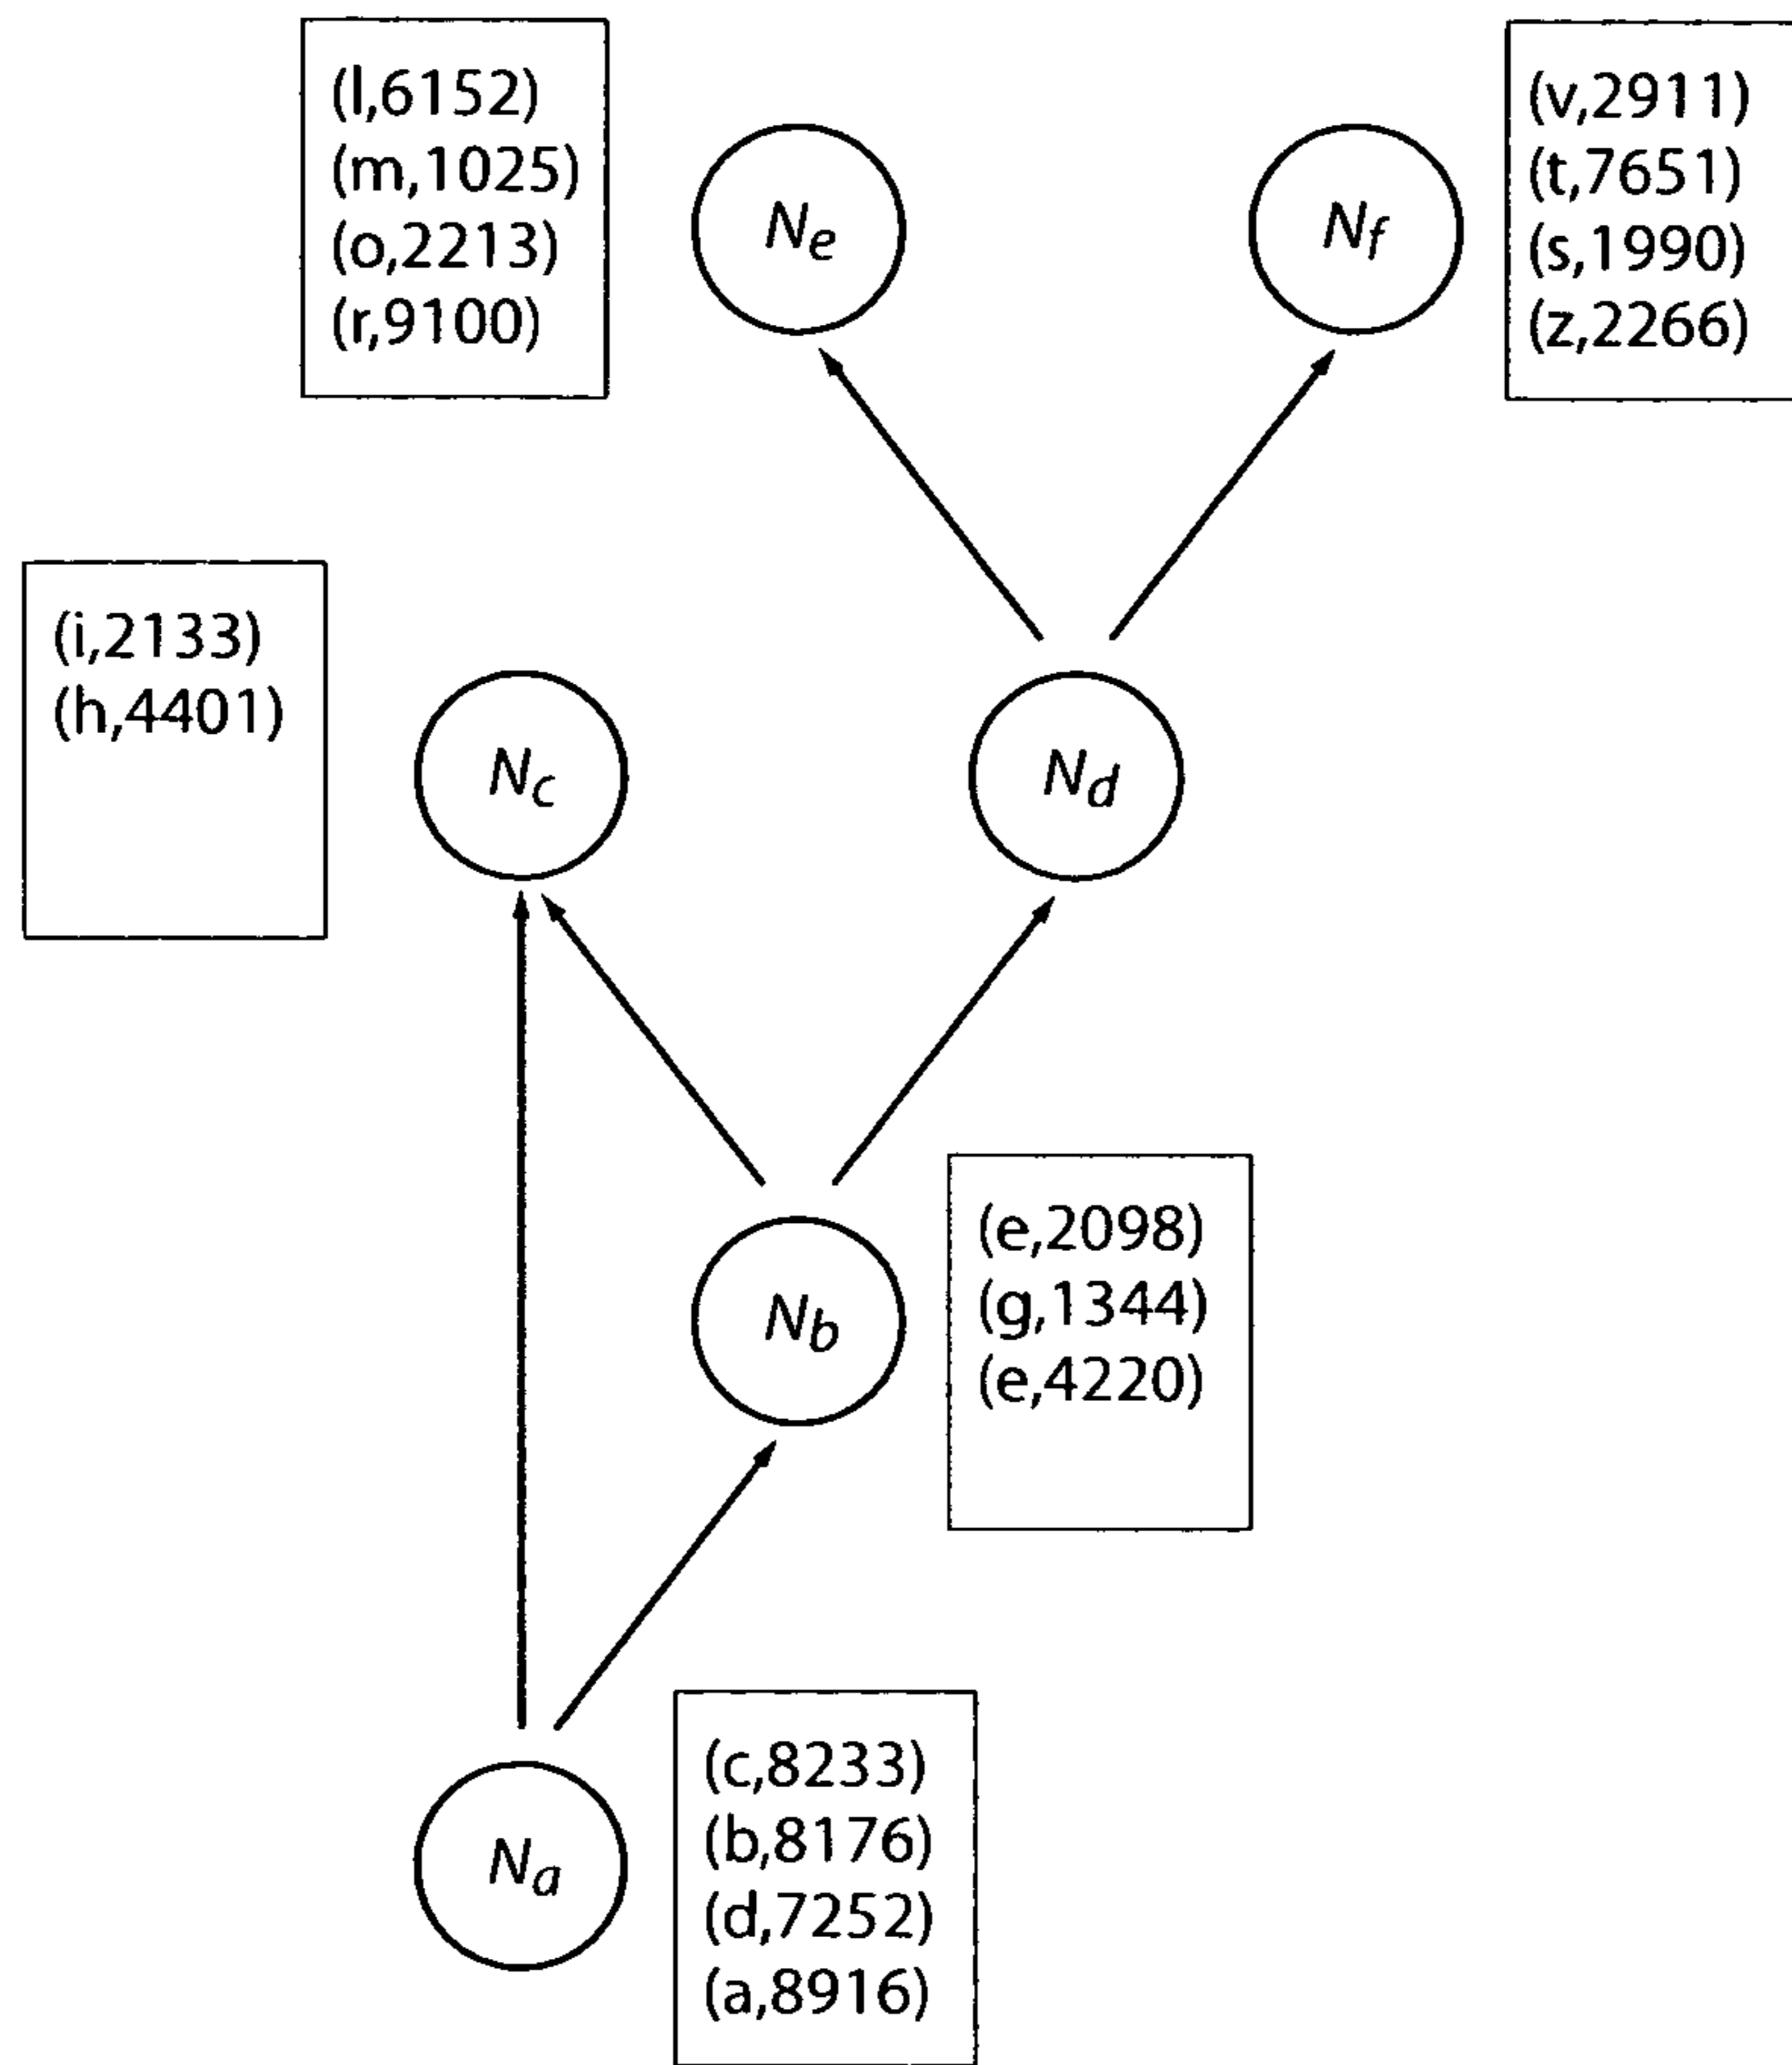 (l,6152)
(m,1025)
(o,2213)
(r,9100)
Ne
Nf
(v,2911)
(t,7651)
(s,1990)
(z,2266)
(i,2133)
(h,4401)
Nc
Nd
Nb
(e,2098)
(g,1344)
(e,4220)
Na
(c,8233)
(b,8176)
(d,7252)
(a,8916)